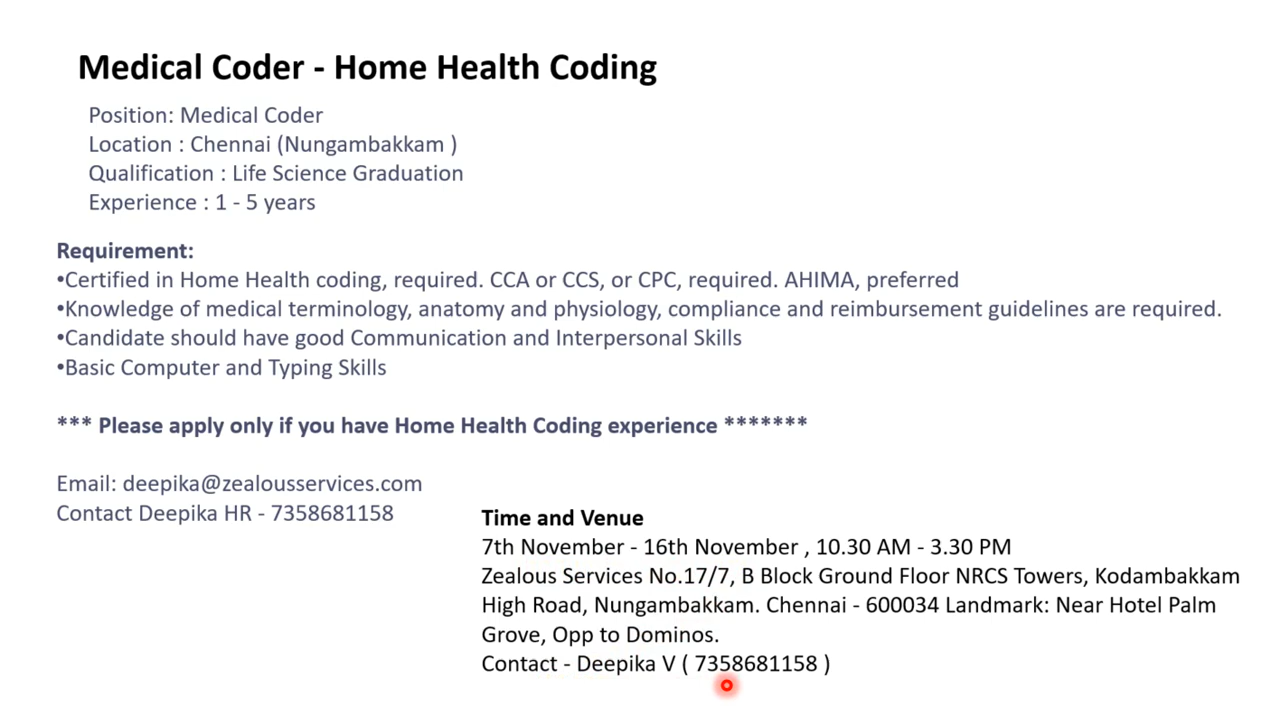 Medical Coder - Home Health Coding
Position: Medical Coder
Location : Chennai (Nungambakkam )
Qualification : Life Science Graduation
Experience : 1 - 5 years
Requirement:
•Certified in Home Health coding, required. CCA or CCS, or CPC, required. AHIMA, preferred
•Knowledge of medical terminology, anatomy and physiology, compliance and reimbursement guidelines are required.
•Candidate should have good Communication and Interpersonal Skills
•Basic Computer and Typing Skills
*** Please apply only if you have Home Health Coding experience *******
Email: deepika@zealousservices.com
Contact Deepika HR - 7358681158
Time and Venue
7th November - 16th November , 10.30 AM - 3.30 PM
Zealous Services No.17/7, B Block Ground Floor NRCS Towers, Kodambakkam
High Road, Nungambakkam. Chennai - 600034 Landmark: Near Hotel Palm
Grove, Opp to Dominos.
Contact - Deepika V ( 7358681158 )